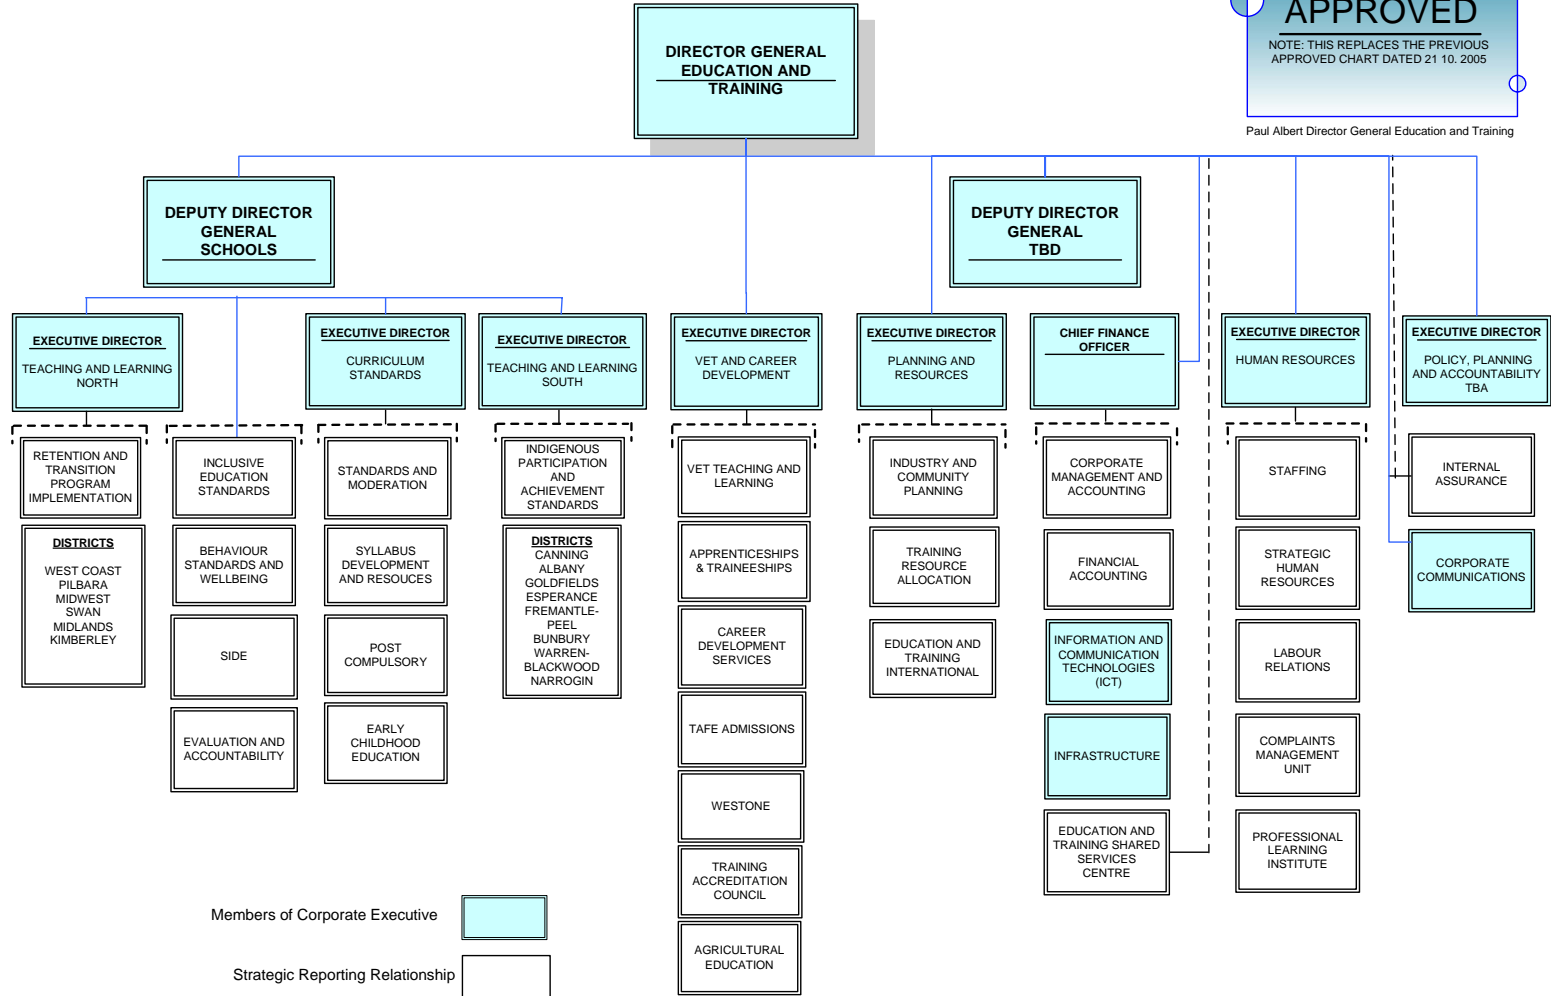 APPROVED
NOTE: THIS REPLACES THE PREVIOUS
APPROVED CHART DATED 21 10. 2005
Paul Albert Director General Education and Training
DIRECTOR GENERAL
EDUCATION AND
TRAINING
DEPUTY DIRECTOR
GENERAL
SCHOOLS
DEPUTY DIRECTOR
GENERAL
TBD
EXECUTIVE DIRECTOR
TEACHING AND LEARNING
NORTH
EXECUTIVE DIRECTOR
CURRICULUM
STANDARDS
EXECUTIVE DIRECTOR
TEACHING AND LEARNING
SOUTH
EXECUTIVE DIRECTOR
VET AND CAREER
DEVELOPMENT
EXECUTIVE DIRECTOR
PLANNING AND
RESOURCES
CHIEF FINANCE
OFFICER
EXECUTIVE DIRECTOR
HUMAN RESOURCES
EXECUTIVE DIRECTOR
POLICY, PLANNING
AND ACCOUNTABILITY
TBA
RETENTION AND
TRANSITION
PROGRAM
IMPLEMENTATION
DISTRICTS
WEST COAST
PILBARA
MIDWEST
SWAN
MIDLANDS
KIMBERLEY
INCLUSIVE
EDUCATION
STANDARDS
BEHAVIOUR
STANDARDS AND
WELLBEING
SIDE
EVALUATION AND
ACCOUNTABILITY
STANDARDS AND
MODERATION
SYLLABUS
DEVELOPMENT
AND RESOUCES
POST
COMPULSORY
EARLY
CHILDHOOD
EDUCATION
INDIGENOUS
PARTICIPATION
AND
ACHIEVEMENT
STANDARDS
DISTRICTS
CANNING
ALBANY
GOLDFIELDS
ESPERANCE
FREMANTLE-
PEEL
BUNBURY
WARREN-
BLACKWOOD
NARROGIN
VET TEACHING AND
LEARNING
APPRENTICESHIPS
& TRAINEESHIPS
CAREER
DEVELOPMENT
SERVICES
TAFE ADMISSIONS
WESTONE
TRAINING
ACCREDITATION
COUNCIL
AGRICULTURAL
EDUCATION
INDUSTRY AND
COMMUNITY
PLANNING
TRAINING
RESOURCE
ALLOCATION
EDUCATION AND
TRAINING
INTERNATIONAL
CORPORATE
MANAGEMENT AND
ACCOUNTING
FINANCIAL
ACCOUNTING
INFORMATION AND
COMMUNICATION
TECHNOLOGIES
(ICT)
INFRASTRUCTURE
EDUCATION AND
TRAINING SHARED
SERVICES
CENTRE
STAFFING
STRATEGIC
HUMAN
RESOURCES
LABOUR
RELATIONS
COMPLAINTS
MANAGEMENT
UNIT
PROFESSIONAL
LEARNING
INSTITUTE
INTERNAL
ASSURANCE
CORPORATE
COMMUNICATIONS
Members of Corporate Executive
Strategic Reporting Relationship